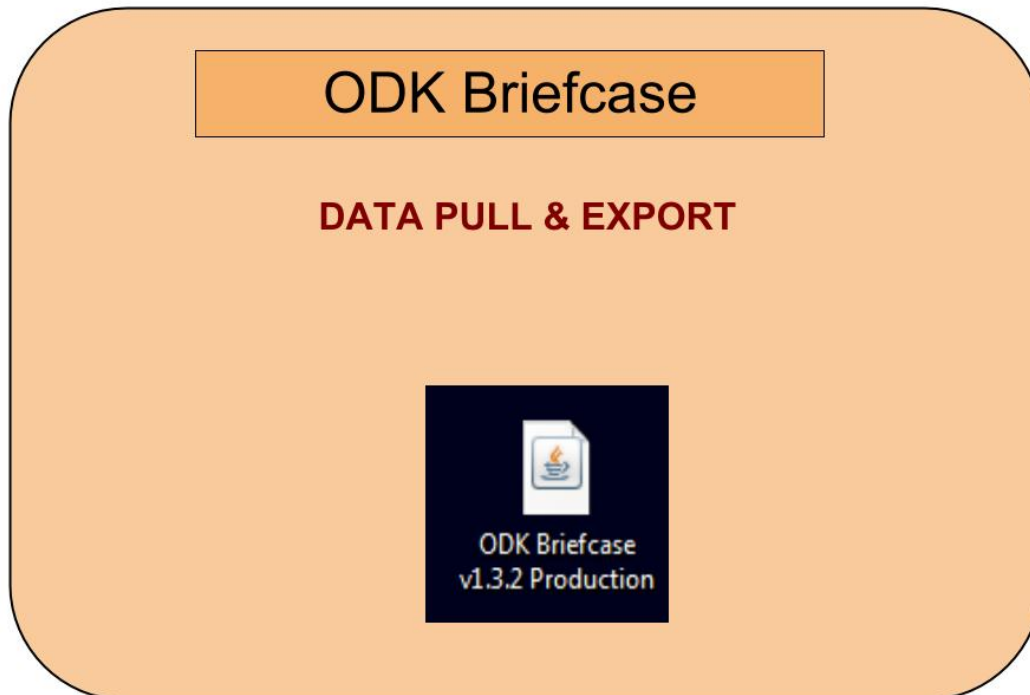 ODK Briefcase
DATA PULL & EXPORT
ODK Briefcase
v1.3.2 Production